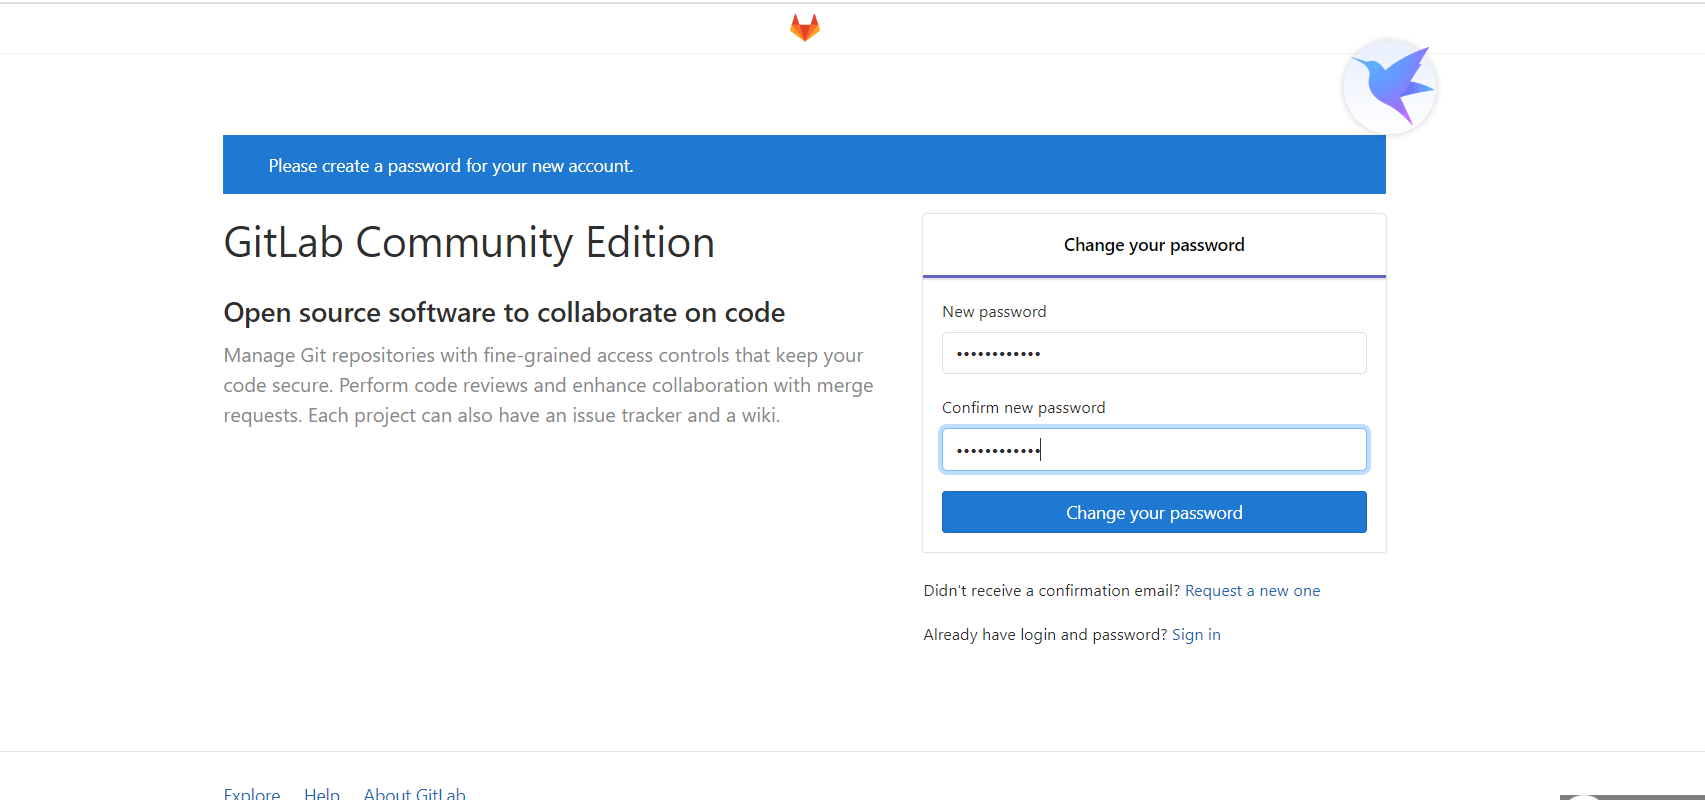 Please create a password for your new account.
GitLab Community Edition
Open source software to collaborate on code
Manage Git repositories with fine-grained access controls that keep your
code secure. Perform code reviews and enhance collaboration with merge
requests. Each project can also have an issue tracker and a wiki.
Change your password
New password
••••••••••••
Confirm new password
••••••••••••
Change your password
Didn't receive a confirmation email? Request a new one
Already have login and password? Sign in
Explore Help About GitLab